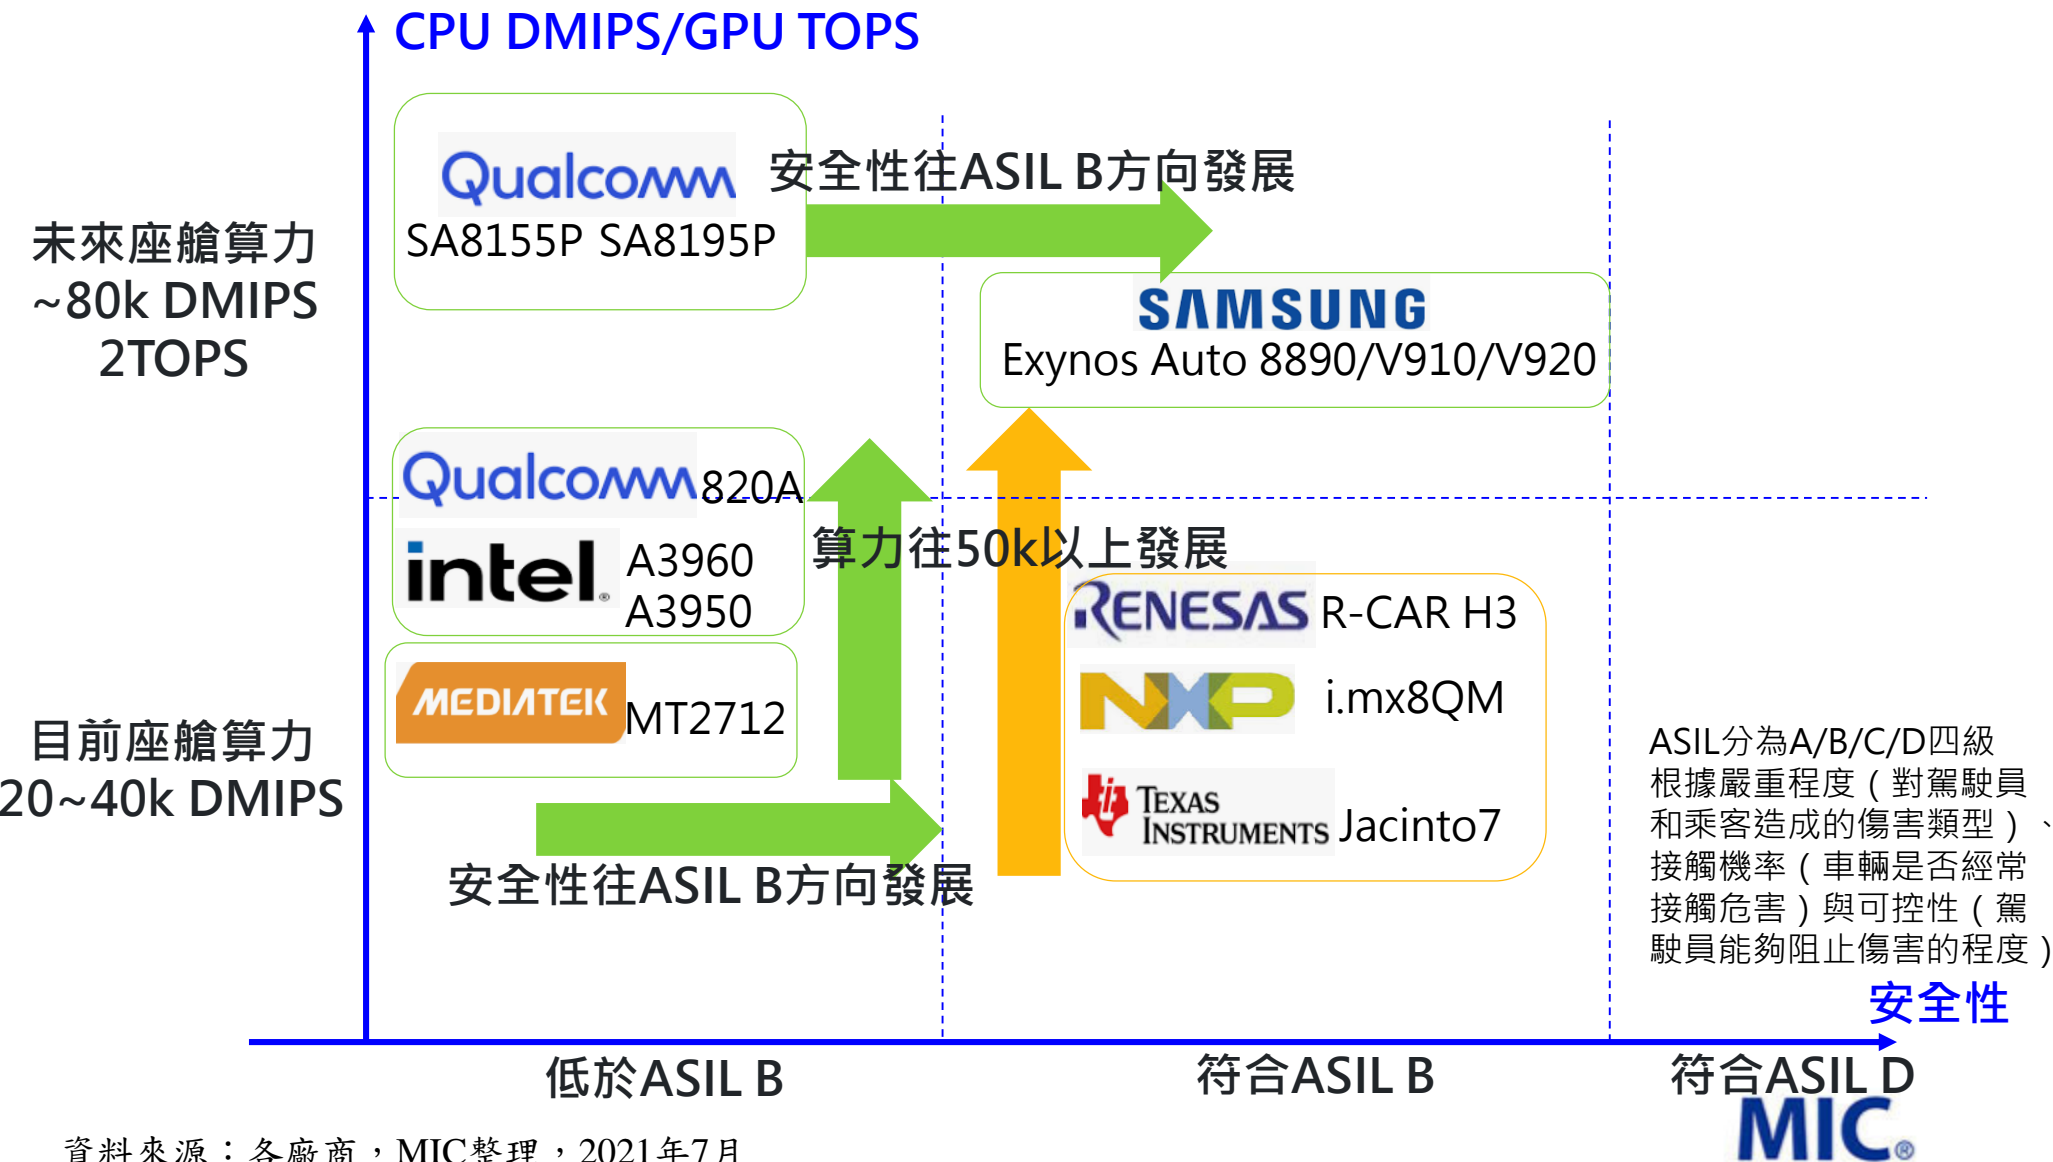 CPU DMIPS/GPU TOPS
Qualcomm
SA8155P SA8195P
安全性往ASIL B方向發展
未來座艙算力
~80k DMIPS
2TOPS
SAMSUNG
Exynos Auto 8890/V910/V920
Qualcomm 820A
intel. A3960
A3950
算力往50k以上發展
MEDIATEK MT2712
RENESAS R-CAR H3
NXP i.mx8QM
TEXAS
INSTRUMENTS Jacinto7
目前座艙算力
20~40k DMIPS
安全性往ASIL B方向發展
ASIL分為A/B/C/D四級
根據嚴重程度（對駕駛員
和乘客造成的傷害類型）、
接觸機率（車輛是否經常
接觸危害）與可控性（駕
駛員能夠阻止傷害的程度）
安全性
低於ASIL B
符合ASIL B
符合ASIL D
MIC®
資料來源：各廠商，MIC整理，2021年7月